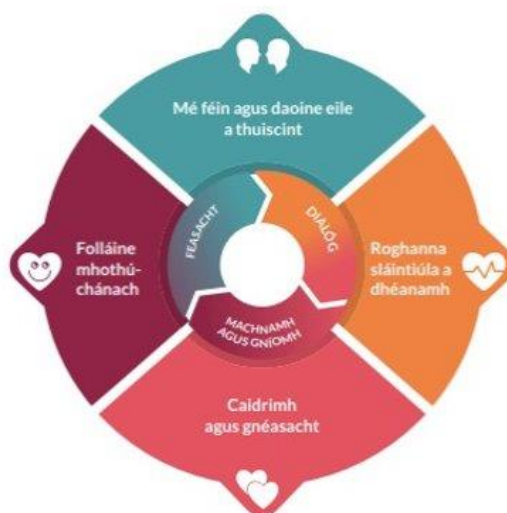 Mé féin agus daoine eile
a thuiscint
FEASACHT
DIALÓG
Folláine
mhothú-
chánach
Roghanna
sláintiúla a
dhéanamh
MACHNAMH
AGUS GNÍOMH
Caidrimh
agus gnéasacht